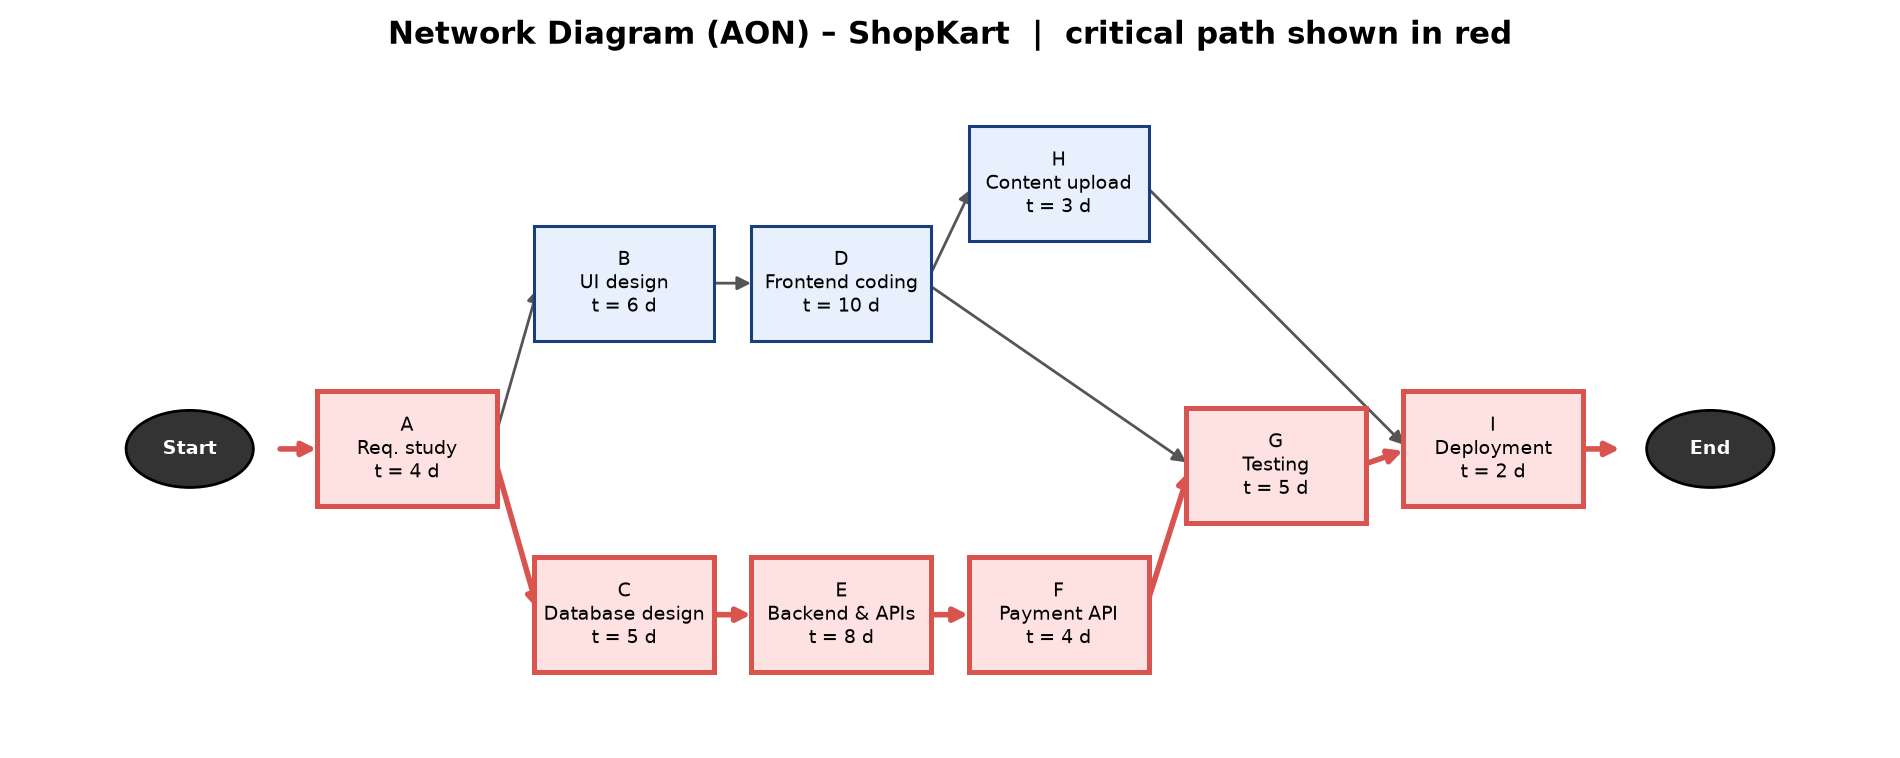 Network Diagram (AON) – ShopKart | critical path shown in red
H
Content upload
t = 3 d
B
UI design
t = 6 d
D
Frontend coding
t = 10 d
Start
A
Req. study
t = 4 d
G
Testing
t = 5 d
I
Deployment
t = 2 d
End
C
Database design
t = 5 d
E
Backend & APIs
t = 8 d
F
Payment API
t = 4 d